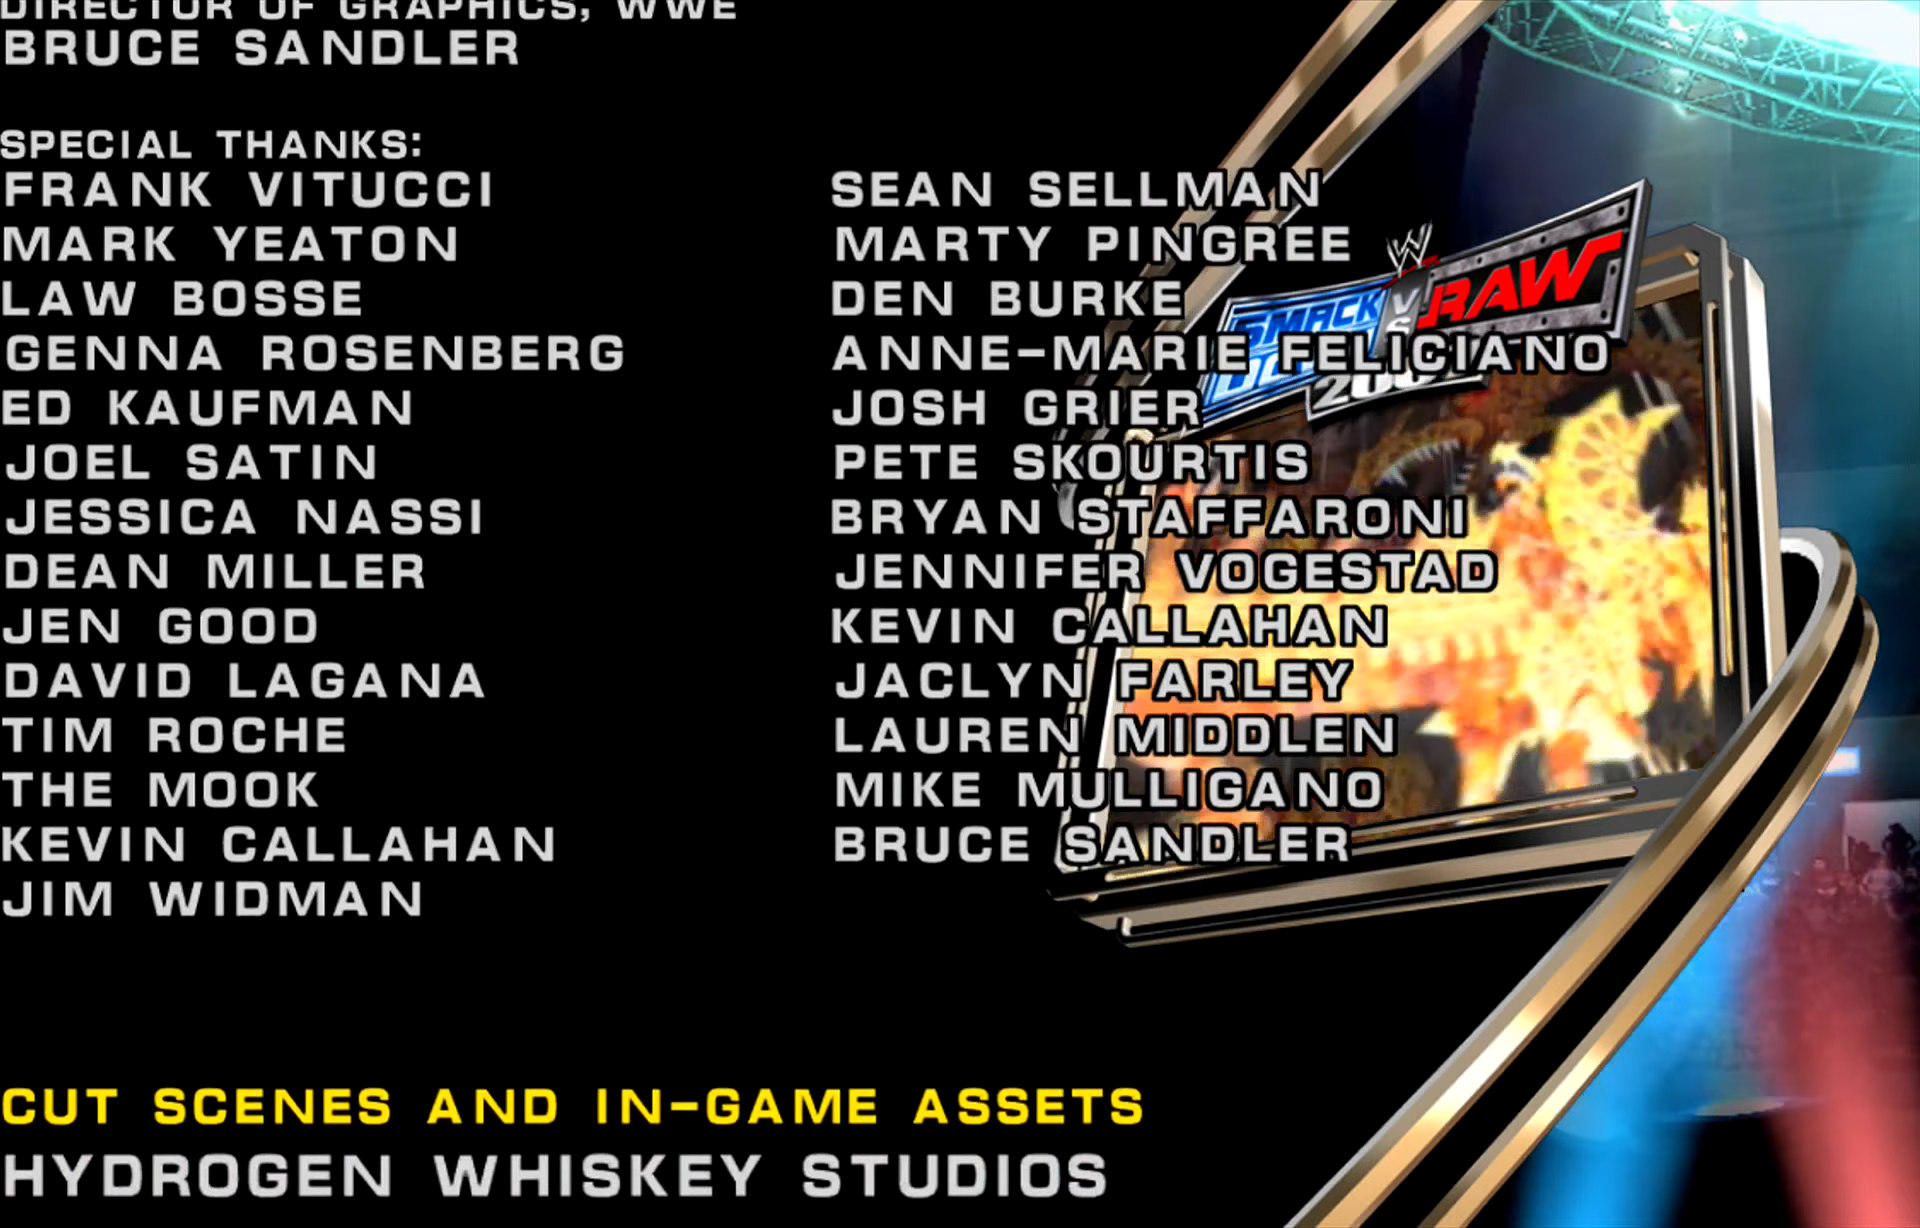 DIRECTOR OF GRAPHICS, WWE
BRUCE SANDLER
SPECIAL THANKS:
FRANK VITUCCI
MARK YEATON
LAW BOSSE
GENNA ROSENBERG
ED KAUFMAN
JOEL SATIN
JESSICA NASSI
DEAN MILLER
JEN GOOD
DAVID LAGANA
TIM ROCHE
THE MOOK
KEVIN CALLAHAN
JIM WIDMAN
SEAN SELLMAN
MARTY PINGREE
DEN BURKE
ANNE-MARIE FELICIANO
JOSH GRIER
PETE SKOURTIS
BRYAN STAFFARONI
JENNIFER VOGESTAD
KEVIN CALLAHAN
JACLYN FARLEY
LAUREN MIDDLEN
MIKE MULLIGANO
BRUCE SANDLER
W
SMACK
VS
RAW
CUT SCENES AND IN-GAME ASSETS
HYDROGEN WHISKEY STUDIOS